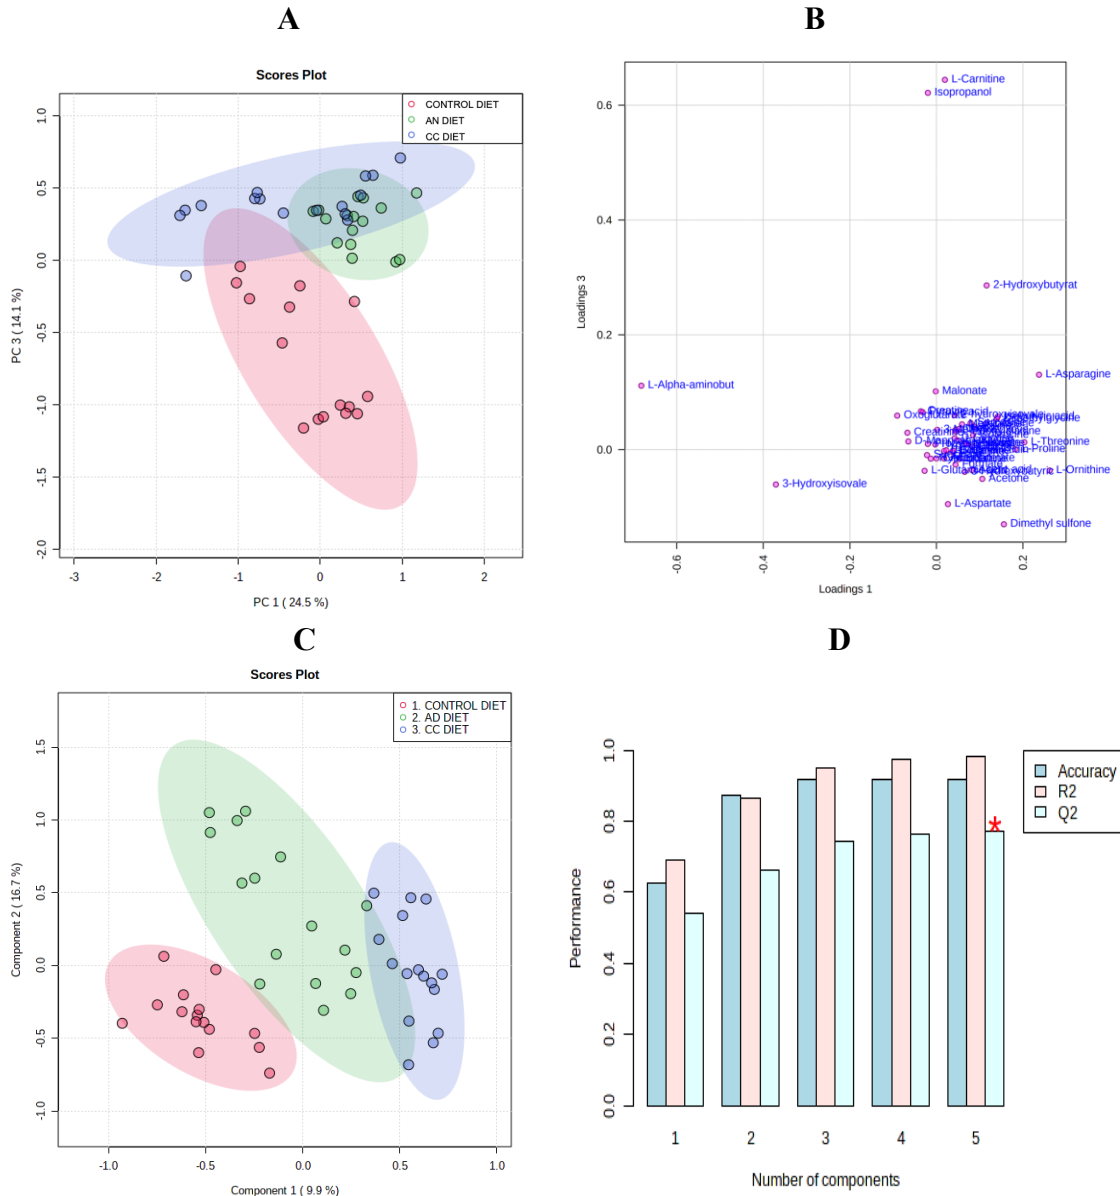 A
B
Scores Plot
CONTROL DIET
AN DIET
CC DIET
1.0
0.5
0.0
-0.5
-1.0
-1.5
-2.0
PC 3 ( 14.1 %)
-3
-2
-1
0
1
2
PC 1 ( 24.5 %)
L-Carnitine
Isopropanol
2-Hydroxybutyrat
L-Asparagine
L-Alpha-aminobut
Malonate
L-Threonine
L-Proline
L-Ornithine
Acetone
3-Hydroxyisovale
L-Aspartate
Dimethyl sulfone
0.6
0.4
0.2
0.0
Loadings 3
-0.6
-0.4
-0.2
0.0
0.2
Loadings 1
C
D
Scores Plot
1. CONTROL DIET
2. AD DIET
3. CC DIET
1.5
1.0
0.5
0.0
-0.5
-1.0
Component 2 ( 16.7 %)
-1.0
-0.5
0.0
0.5
1.0
Component 1 ( 9.9 %)
Accuracy
R2
Q2
*
1.0
0.8
0.6
0.4
0.2
0.0
Performance
1
2
3
4
5
Number of components